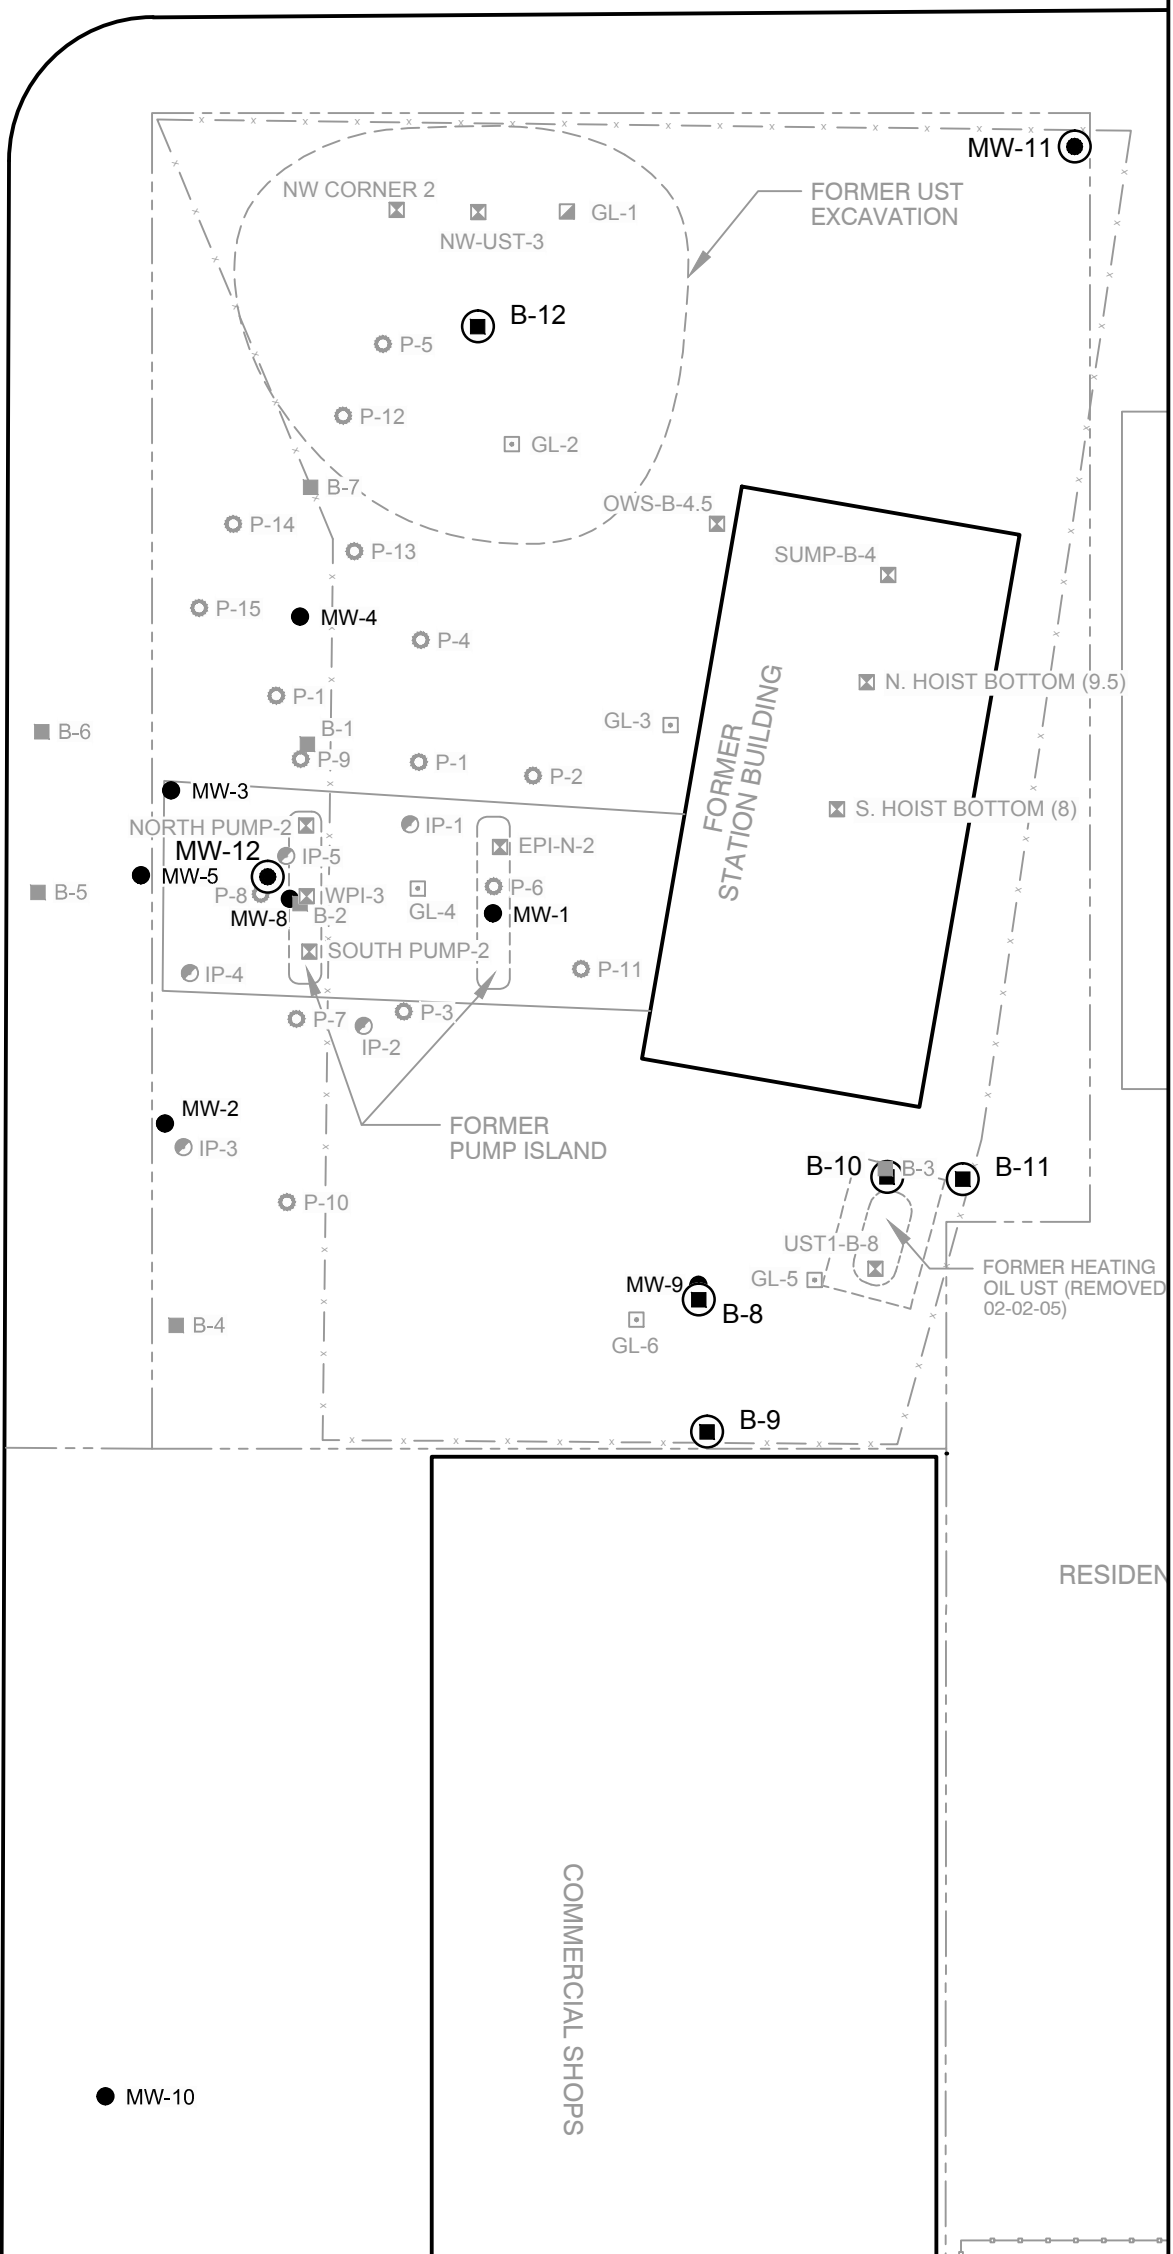 MW-11
NW CORNER 2
FORMER UST
EXCAVATION
GL-1
NW-UST-3
B-12
P-5
P-12
GL-2
B-7
OWS-B-4.5
P-14
P-13
SUMP-B-4
P-15
MW-4
P-4
N. HOIST BOTTOM (9.5)
P-1
GL-3
B-6
B-1
P-9
P-1
P-2
FORMER
STATION BUILDING
MW-3
S. HOIST BOTTOM (8)
NORTH PUMP-2
IP-1
EPI-N-2
MW-12
IP-5
MW-5
B-5
P-8
WPI-3
P-6
GL-4
MW-8
B-2
MW-1
SOUTH PUMP-2
IP-4
P-11
P-7
P-3
IP-2
MW-2
FORMER
PUMP ISLAND
IP-3
B-10
B-3
B-11
P-10
UST1-B-8
FORMER HEATING
OIL UST (REMOVED
02-02-05)
MW-9
GL-5
B-8
B-4
GL-6
B-9
RESIDEN
COMMERCIAL SHOPS
MW-10